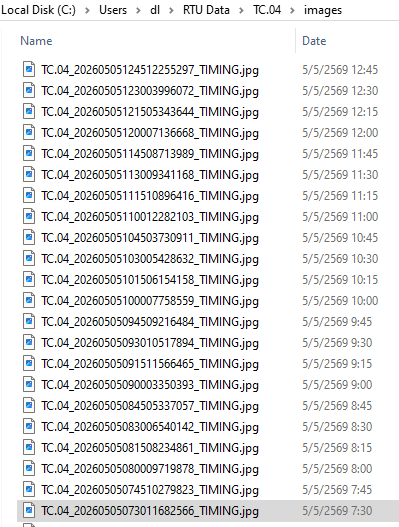 Local Disk (C:) > Users > dl > RTU Data > TC.04 > images
Name Date
TC.04_20260505124512255297_TIMING.jpg 5/5/2569 12:45
TC.04_20260505123003996072_TIMING.jpg 5/5/2569 12:30
TC.04_20260505121505343644_TIMING.jpg 5/5/2569 12:15
TC.04_20260505120007136668_TIMING.jpg 5/5/2569 12:00
TC.04_20260505114508713989_TIMING.jpg 5/5/2569 11:45
TC.04_20260505113009341168_TIMING.jpg 5/5/2569 11:30
TC.04_20260505111510896416_TIMING.jpg 5/5/2569 11:15
TC.04_20260505110012282103_TIMING.jpg 5/5/2569 11:00
TC.04_20260505104503730911_TIMING.jpg 5/5/2569 10:45
TC.04_20260505103005428632_TIMING.jpg 5/5/2569 10:30
TC.04_20260505101506154158_TIMING.jpg 5/5/2569 10:15
TC.04_20260505100007758559_TIMING.jpg 5/5/2569 10:00
TC.04_20260505094509216484_TIMING.jpg 5/5/2569 9:45
TC.04_20260505093010517894_TIMING.jpg 5/5/2569 9:30
TC.04_20260505091511566465_TIMING.jpg 5/5/2569 9:15
TC.04_20260505090003350393_TIMING.jpg 5/5/2569 9:00
TC.04_20260505084505337057_TIMING.jpg 5/5/2569 8:45
TC.04_20260505083006540142_TIMING.jpg 5/5/2569 8:30
TC.04_20260505081508234861_TIMING.jpg 5/5/2569 8:15
TC.04_20260505080009719878_TIMING.jpg 5/5/2569 8:00
TC.04_20260505074510279823_TIMING.jpg 5/5/2569 7:45
TC.04_20260505073011682566_TIMING.jpg 5/5/2569 7:30